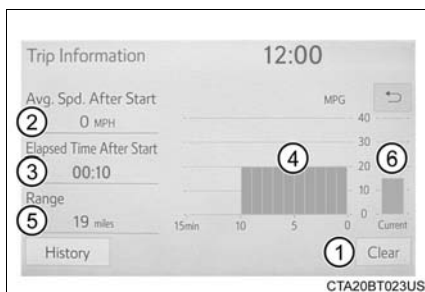 Trip Information 12:00
Avg. Spd. After Start MPG
2 0 MPH 40
Elapsed Time After Start 30
3 00:10 4 20 6
Range 10
5 19 miles 15min 10 5 0 0 Current
History 1 Clear
CTA20BT023US